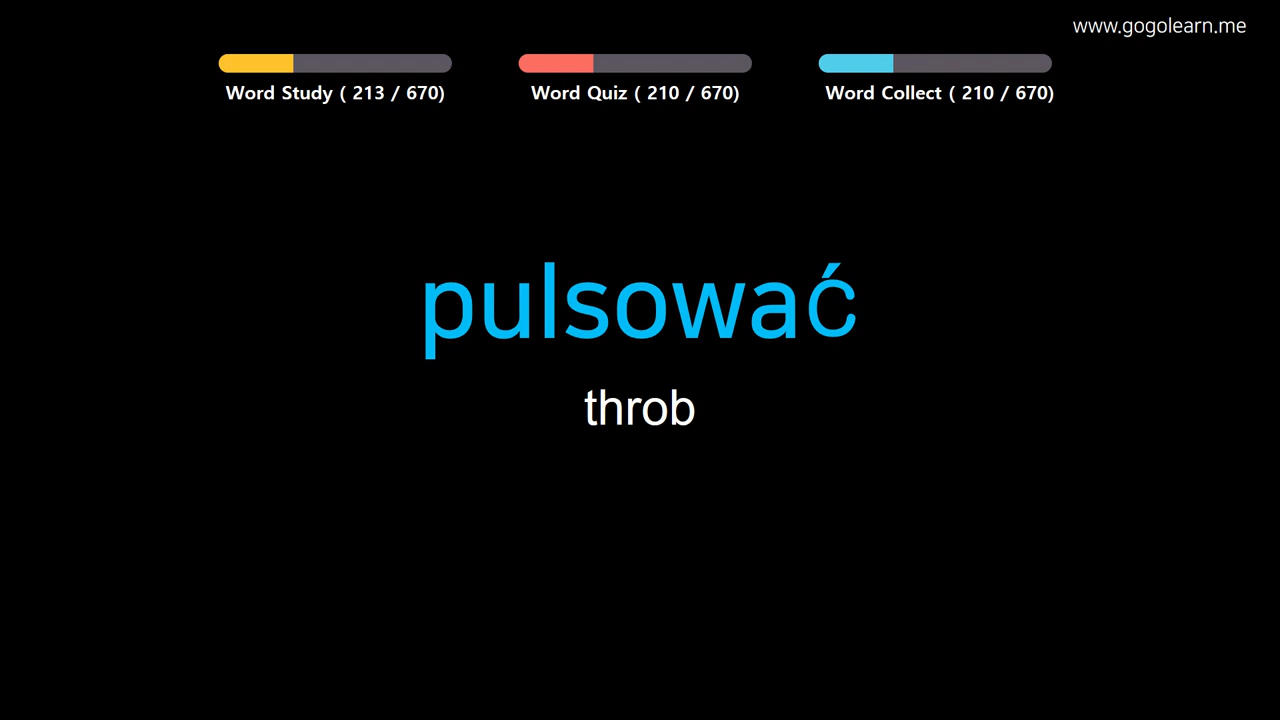 www.gogolearn.me
Word Study ( 213 / 670)
Word Quiz ( 210 / 670)
Word Collect ( 210 / 670)
pulsować
throb